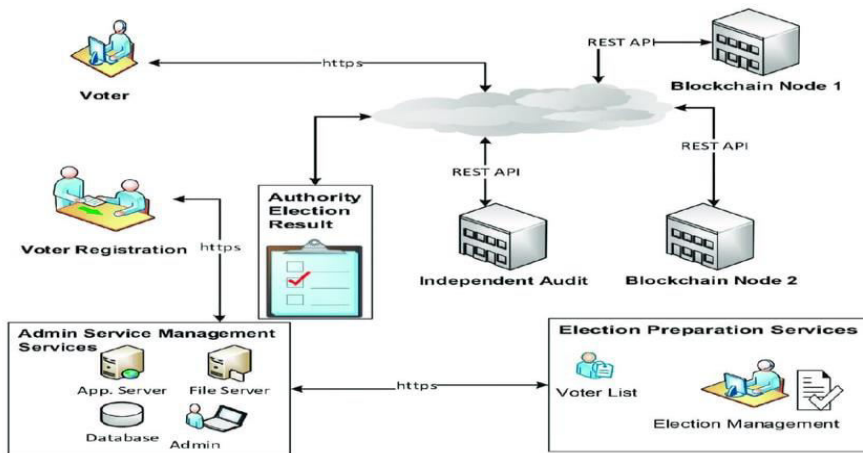 Voter
https
REST API
Blockchain Node 1
REST API
REST API
Voter Registration
https
Authority
Election
Result
Independent Audit
Blockchain Node 2
Admin Service Management
Services
App. Server
File Server
Database
Admin
https
Election Preparation Services
Voter List
Election Management